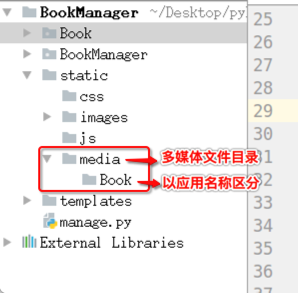 BookManager ~/Desktop/py
Book
BookManager
static
css
images
js
media
多媒体文件目录
Book
以应用名称区分
templates
manage.py
External Libraries
25
26
27
28
29
30
31
32
33
34
35
36
37